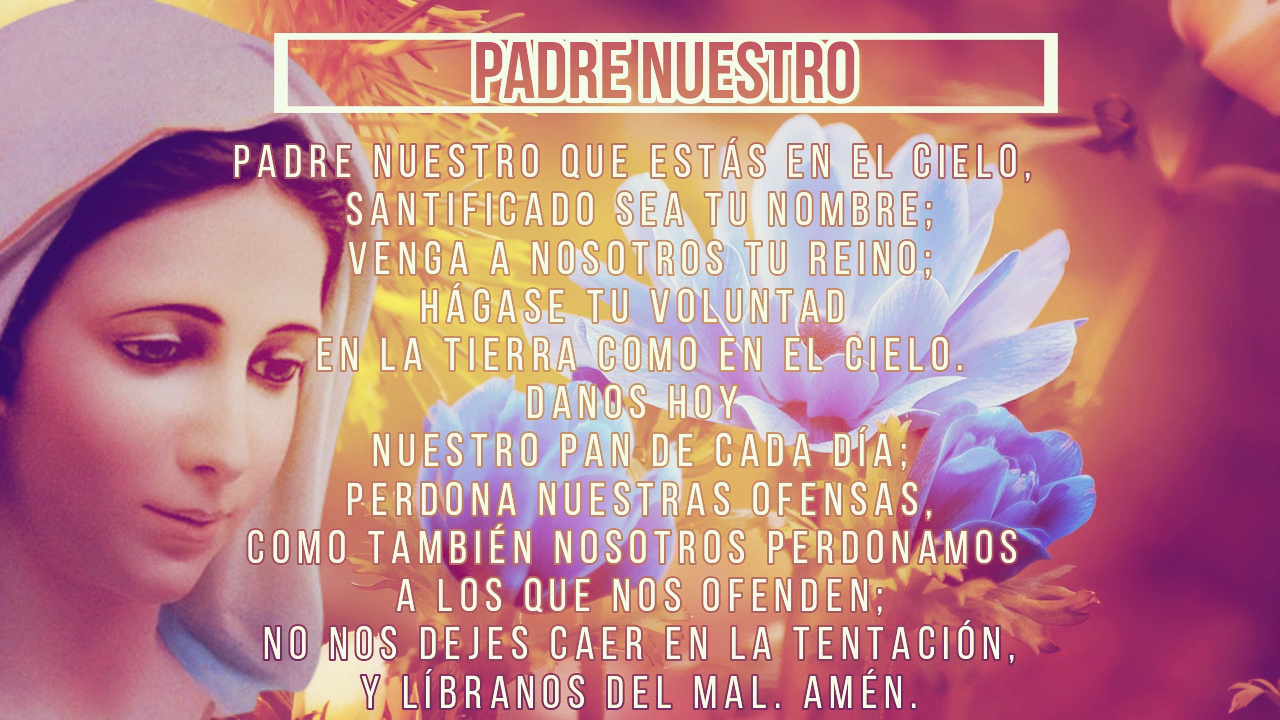 PADRE NUESTRO
PADRE NUESTRO QUE ESTÁS EN EL CIELO,
SANTIFICADO SEA TU NOMBRE;
VENGA A NOSOTROS TU REINO;
HÁGASE TU VOLUNTAD
EN LA TIERRA COMO EN EL CIELO.
DANOS HOY
NUESTRO PAN DE CADA DÍA;
PERDONA NUESTRAS OFENSAS,
COMO TAMBIÉN NOSOTROS PERDONAMOS
A LOS QUE NOS OFENDEN;
NO NOS DEJES CAER EN LA TENTACIÓN,
Y LÍBRANOS DEL MAL. AMÉN.